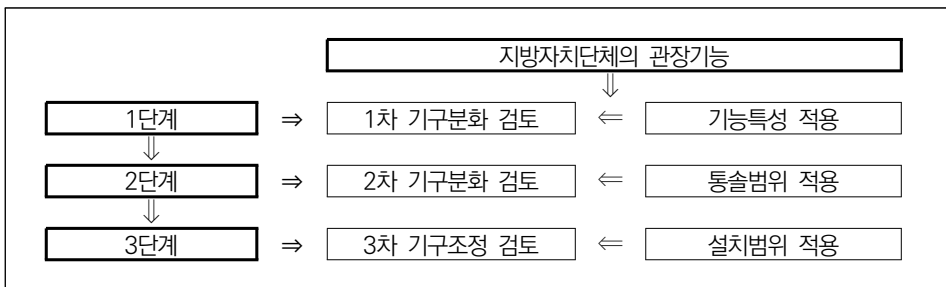 지방자치단체의 관장기능
⇓
1단계 ⇒ 1차 기구분화 검토 ⇐ 기능특성 적용
⇓
2단계 ⇒ 2차 기구분화 검토 ⇐ 통솔범위 적용
⇓
3단계 ⇒ 3차 기구조정 검토 ⇐ 설치범위 적용